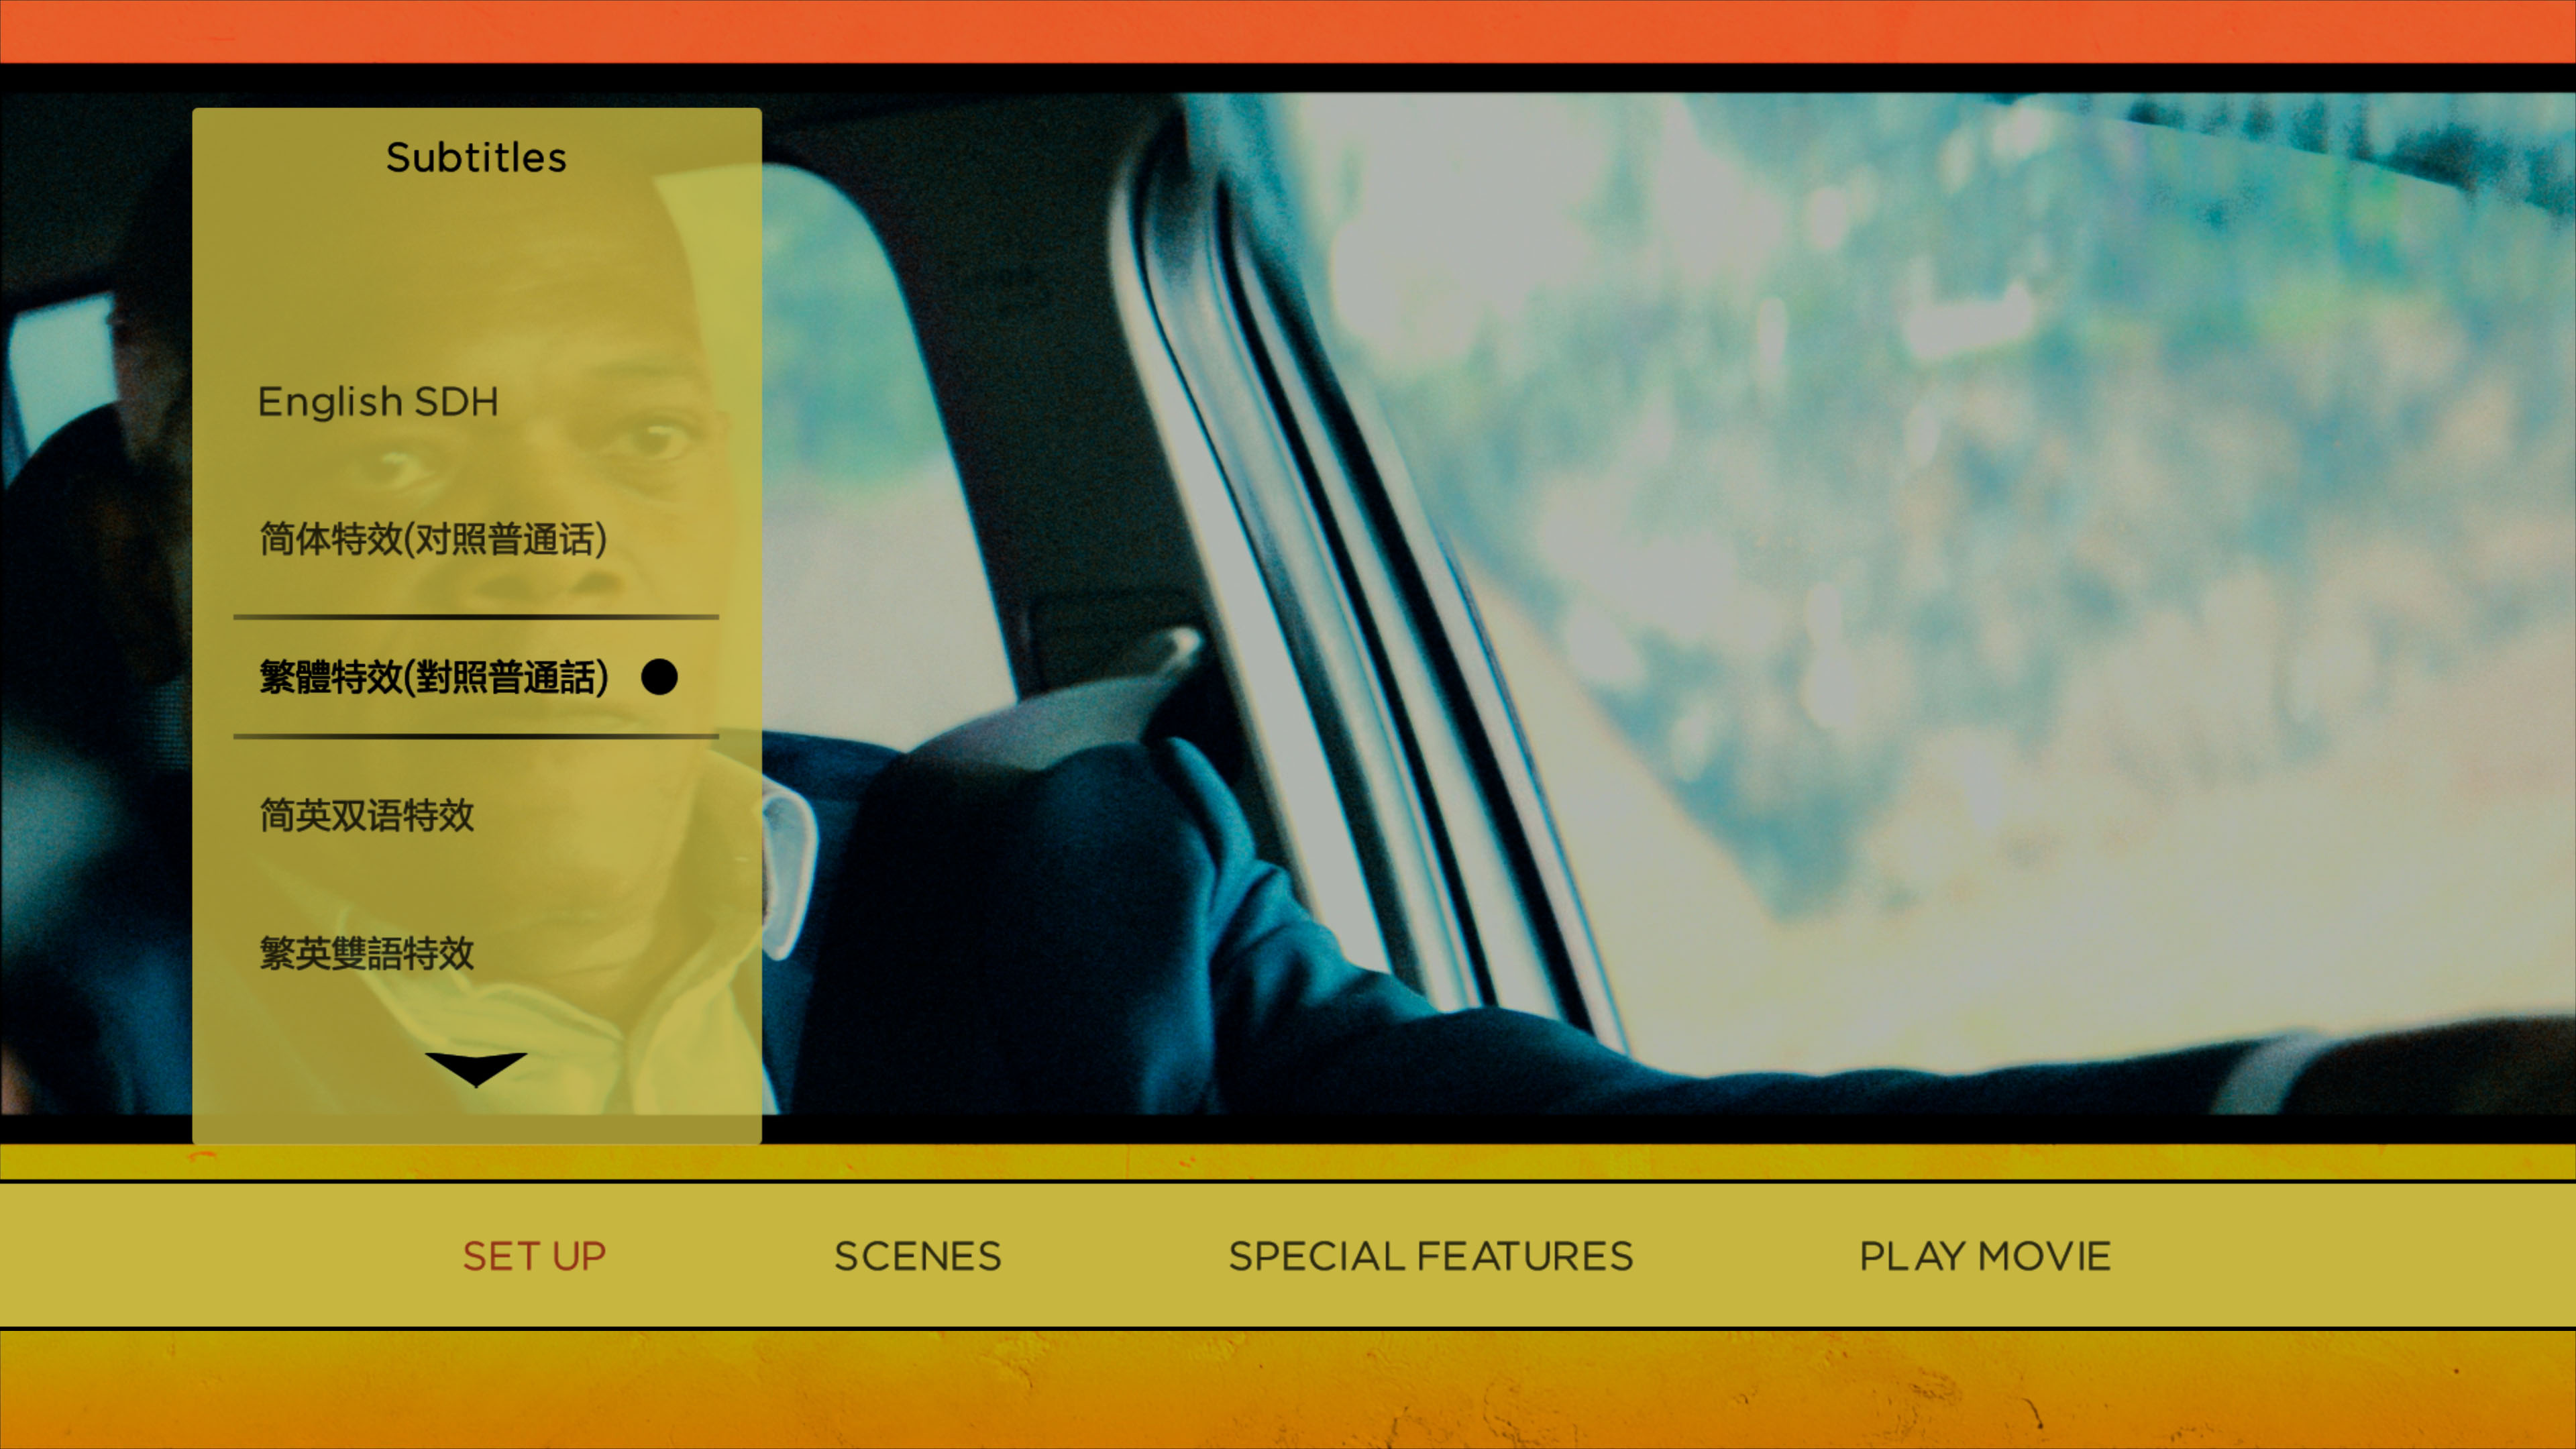 Subtitles
English SDH
简体特效(对照普通话)
繁體特效(對照普通話)
简英双语特效
繁英雙語特效
SET UP
SCENES
SPECIAL FEATURES
PLAY MOVIE